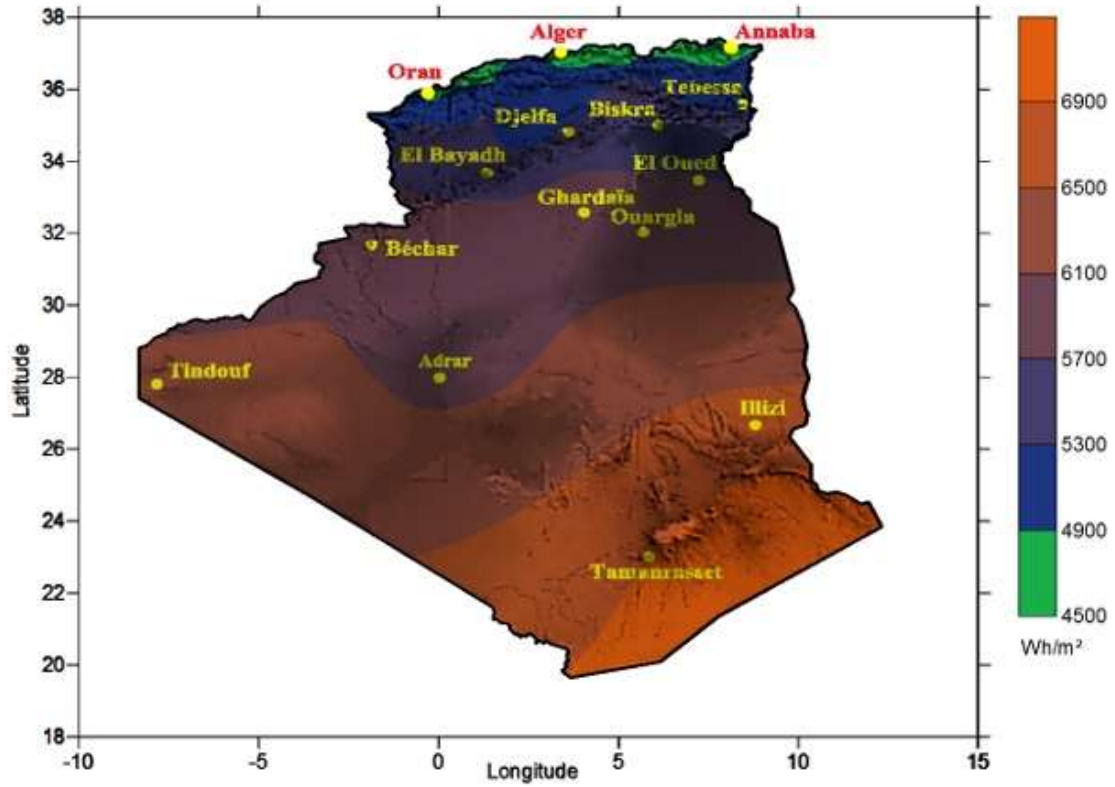 38
36
34
32
30
28
26
24
22
20
18
Latitude
-10
-5
0
5
10
15
Longitude
Alger
Annaba
Oran
Tebessa
Biskra
Djelfa
El Bayadh
El Oued
Ghardaïa
Ouargla
Béchar
Adrar
Tindouf
Illizi
Tamanrasset
6900
6500
6100
5700
5300
4900
4500
Wh/m²